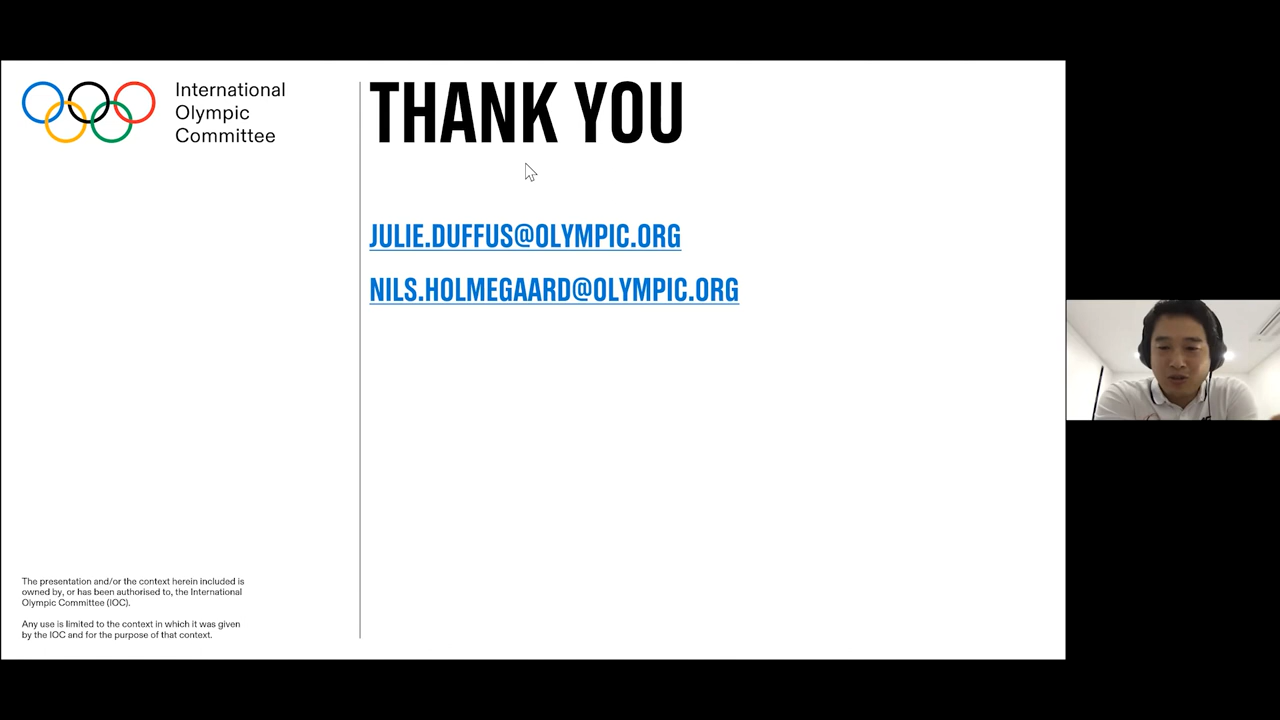 International
Olympic
Committee
THANK YOU
JULIE.DUFFUS@OLYMPIC.ORG
NILS.HOLMEGAARD@OLYMPIC.ORG
The presentation and/or the context herein included is
owned by, or has been authorised to, the International
Olympic Committee (IOC).
Any use is limited to the context in which it was given
by the IOC and for the purpose of that context.